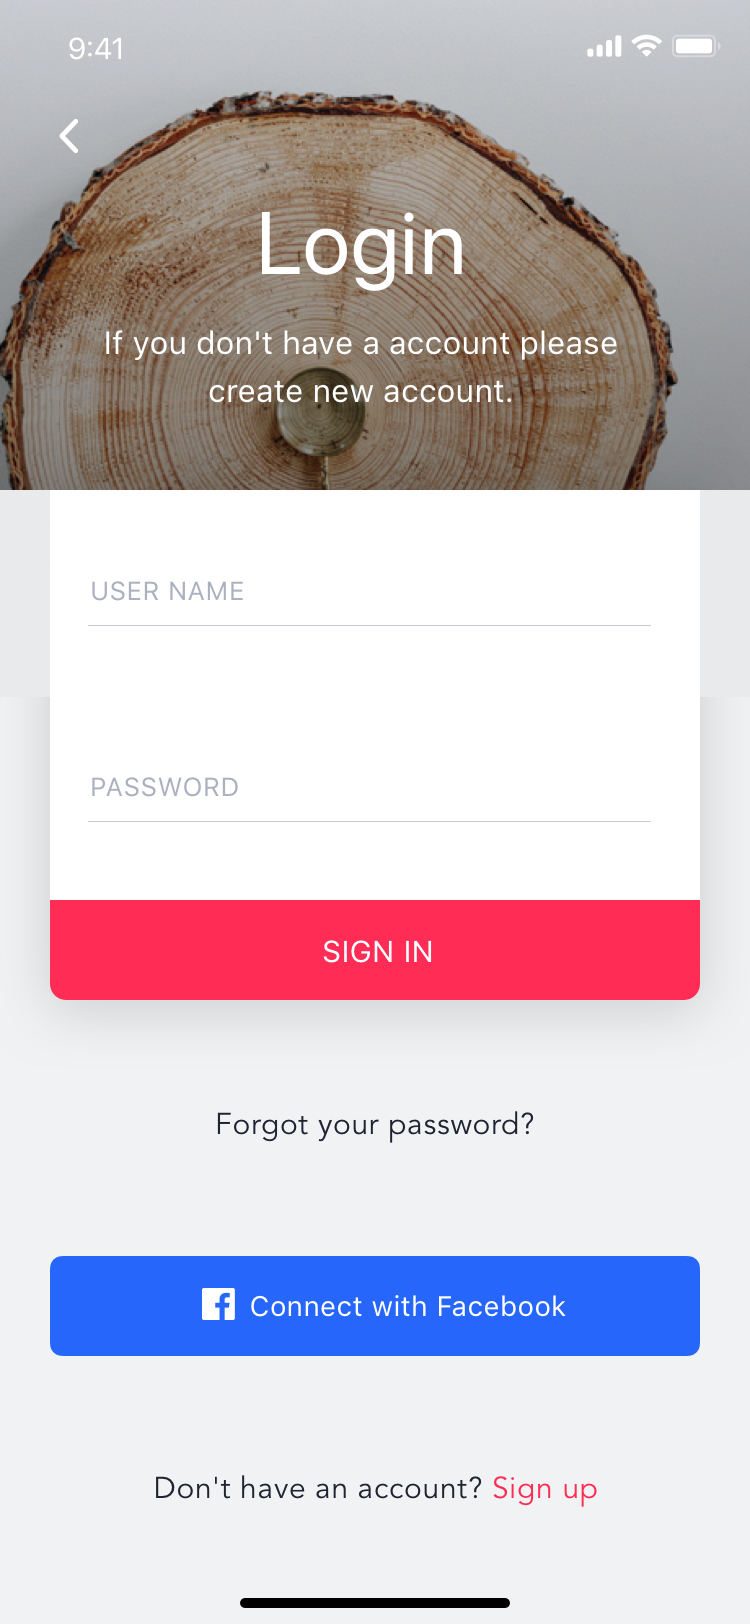 9:41
Login
If you don't have a account please
create new account.
USER NAME
PASSWORD
SIGN IN
Forgot your password?
Connect with Facebook
Don't have an account? Sign up